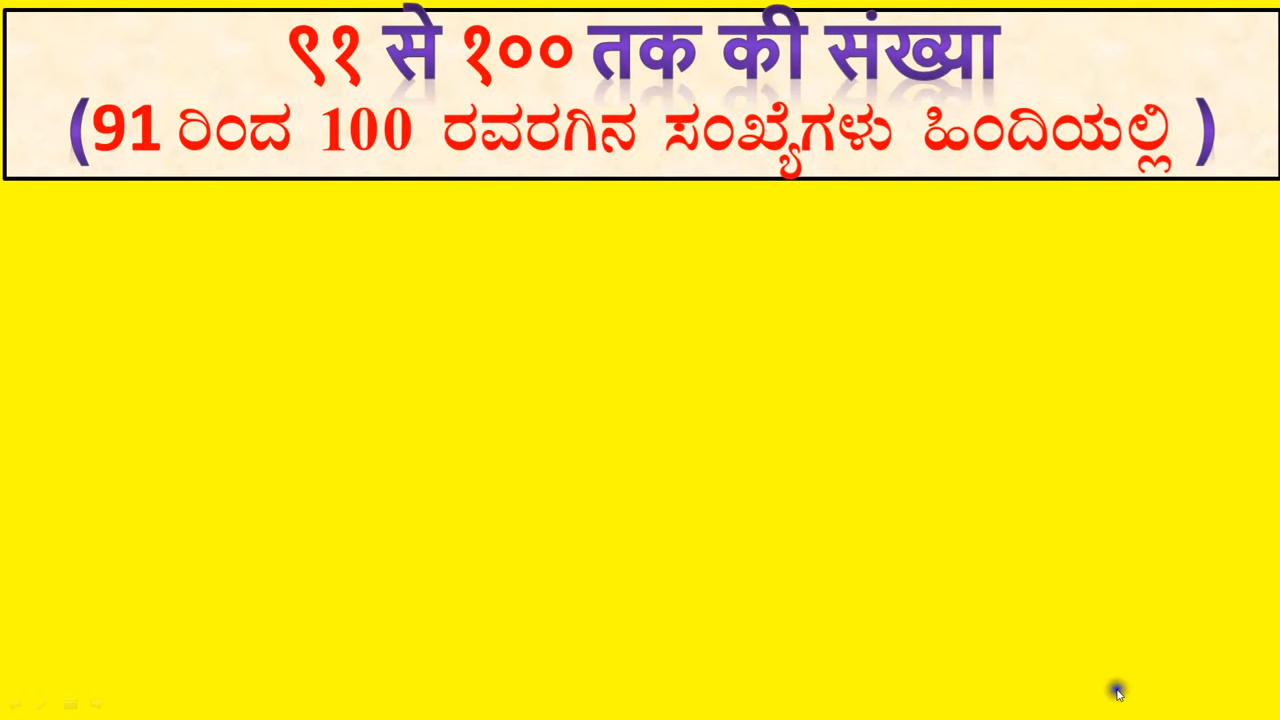 ९१ से १०० तक की संख्या
(91 ರಿಂದ 100 ರವರಗಿನ ಸಂಖ್ಯೆಗಳು ಹಿಂದಿಯಲ್ಲಿ )